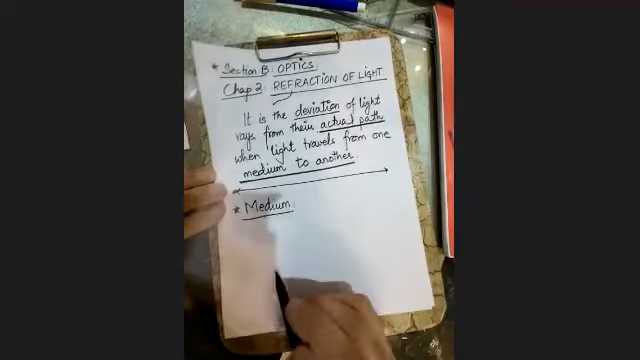 * Section B: OPTICS.
Chap 2: REFRACTION OF LIGHT.
It is the deviation of light
rays from their actual path
when light travels from one
medium to another.
* Medium: